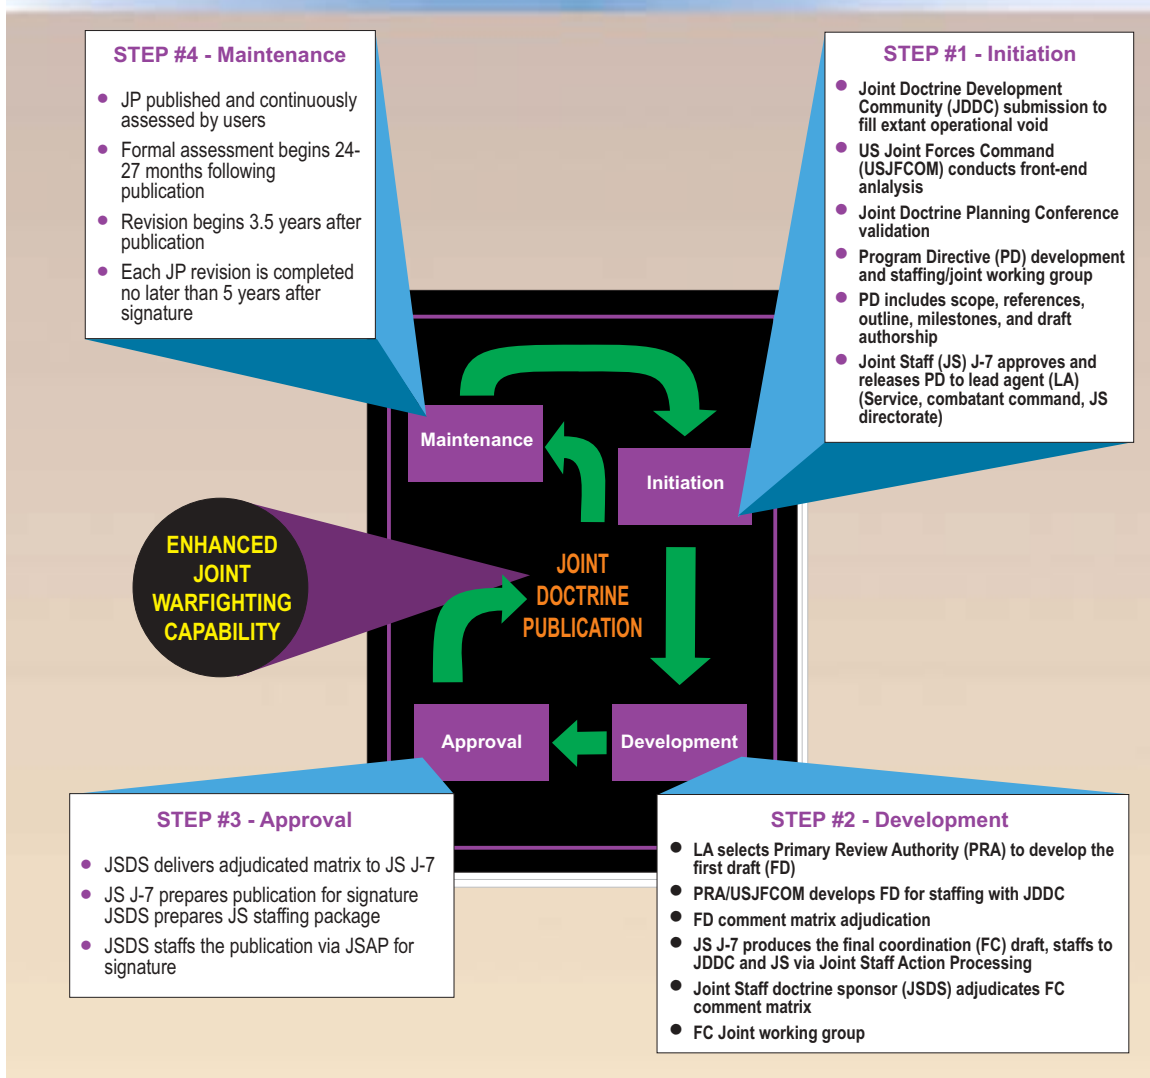 STEP #4 - Maintenance
• JP published and continuously
assessed by users
• Formal assessment begins 24-
27 months following
publication
• Revision begins 3.5 years after
publication
• Each JP revision is completed
no later than 5 years after
signature
STEP #1 - Initiation
• Joint Doctrine Development
Community (JDDC) submission to
fill extant operational void
• US Joint Forces Command
(USJFCOM) conducts front-end
anlalysis
• Joint Doctrine Planning Conference
validation
• Program Directive (PD) development
and staffing/joint working group
• PD includes scope, references,
outline, milestones, and draft
authorship
• Joint Staff (JS) J-7 approves and
releases PD to lead agent (LA)
(Service, combatant command, JS
directorate)
Maintenance
Initiation
ENHANCED
JOINT
WARFIGHTING
CAPABILITY
JOINT
DOCTRINE
PUBLICATION
Approval
Development
STEP #3 - Approval
• JSDS delivers adjudicated matrix to JS J-7
• JS J-7 prepares publication for signature
JSDS prepares JS staffing package
• JSDS staffs the publication via JSAP for
signature
STEP #2 - Development
• LA selects Primary Review Authority (PRA) to develop the
first draft (FD)
• PRA/USJFCOM develops FD for staffing with JDDC
• FD comment matrix adjudication
• JS J-7 produces the final coordination (FC) draft, staffs to
JDDC and JS via Joint Staff Action Processing
• Joint Staff doctrine sponsor (JSDS) adjudicates FC
comment matrix
• FC Joint working group